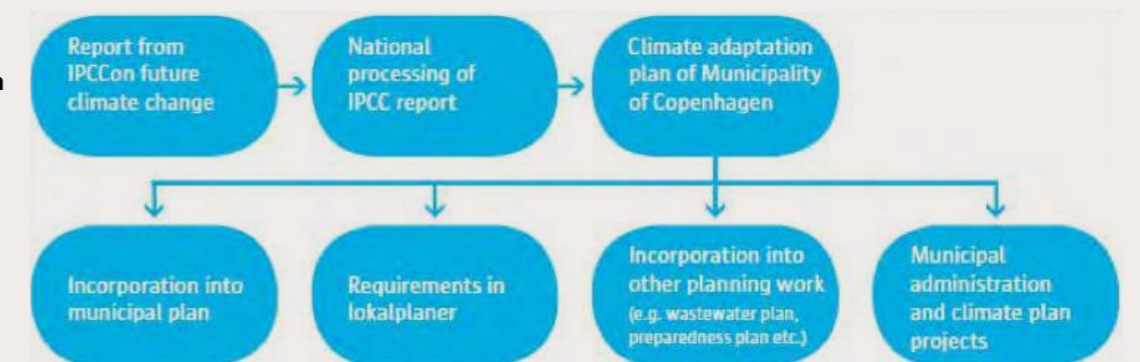 Report from
IPCCon future
climate change
National
processing of
IPCC report
Climate adaptation
plan of Municipality
of Copenhagen
Incorporation into
municipal plan
Requirements in
lokalplaner
Incorporation into
other planning work
(e.g. wastewater plan,
preparedness plan etc.)
Municipal
administration
and climate plan
projects